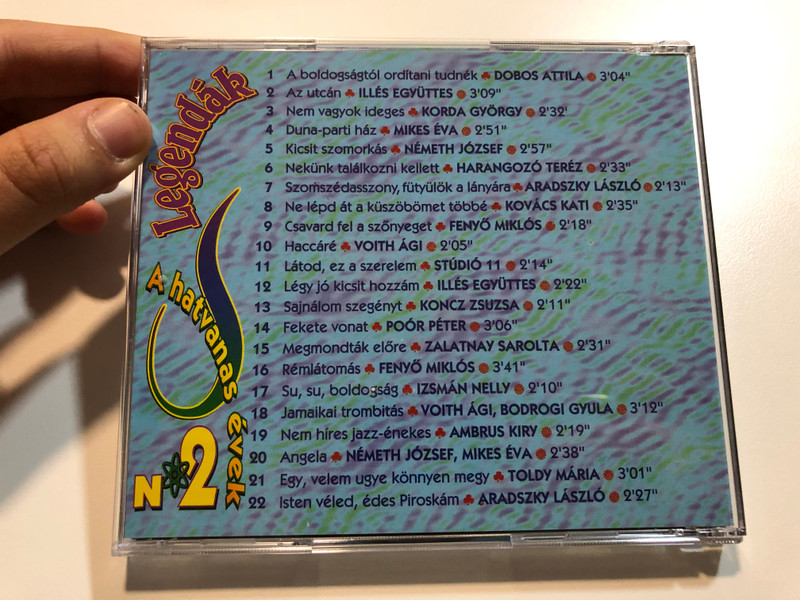 Legendák
A hatvanas évek
N 2
1 A boldogságtól ordítani tudnék DOBOS ATTILA 3'04"
2 Az utcán ILLÉS EGYÜTTES 3'09"
3 Nem vagyok ideges KORDA GYÖRGY 2'32'
4 Duna-parti ház MIKES ÉVA 2'51"
5 Kicsit szomorkás NÉMETH JÓZSEF 2'57"
6 Nekünk találkozni kellett HARANGOZÓ TERÉZ 2'33"
7 Szomszédasszony, fütyülök a lányára ARADSZKY LÁSZLÓ 2'13"
8 Ne lépd át a küszöbömet többé KOVÁCS KATI 2'35"
9 Csavard fel a szőnyeget FENYŐ MIKLÓS 2'18"
10 Haccáré VOITH ÁGI 2'05"
11 Látod, ez a szerelem STÚDIÓ 11 2'14"
12 Légy jó kicsit hozzám ILLÉS EGYÜTTES 2'22"
13 Sajnálom szegényt KONCZ ZSUZSA 2'11"
14 Fekete vonat POÓR PÉTER 3'06"
15 Megmondták előre ZALATNAY SAROLTA 2'31"
16 Rémlátomás FENYŐ MIKLÓS 3'41"
17 Su, su, boldogság IZSMÁN NELLY 2'10"
18 Jamaikai trombitás VOITH ÁGI, BODROGI GYULA 3'12"
19 Nem híres jazz-énekes AMBRUS KIRY 2'19"
20 Angela NÉMETH JÓZSEF, MIKES ÉVA 2'38"
21 Egy, velem ugye könnyen megy TOLDY MÁRIA 3'01"
22 Isten véled, édes Piroskám ARADSZKY LÁSZLÓ 2'27"